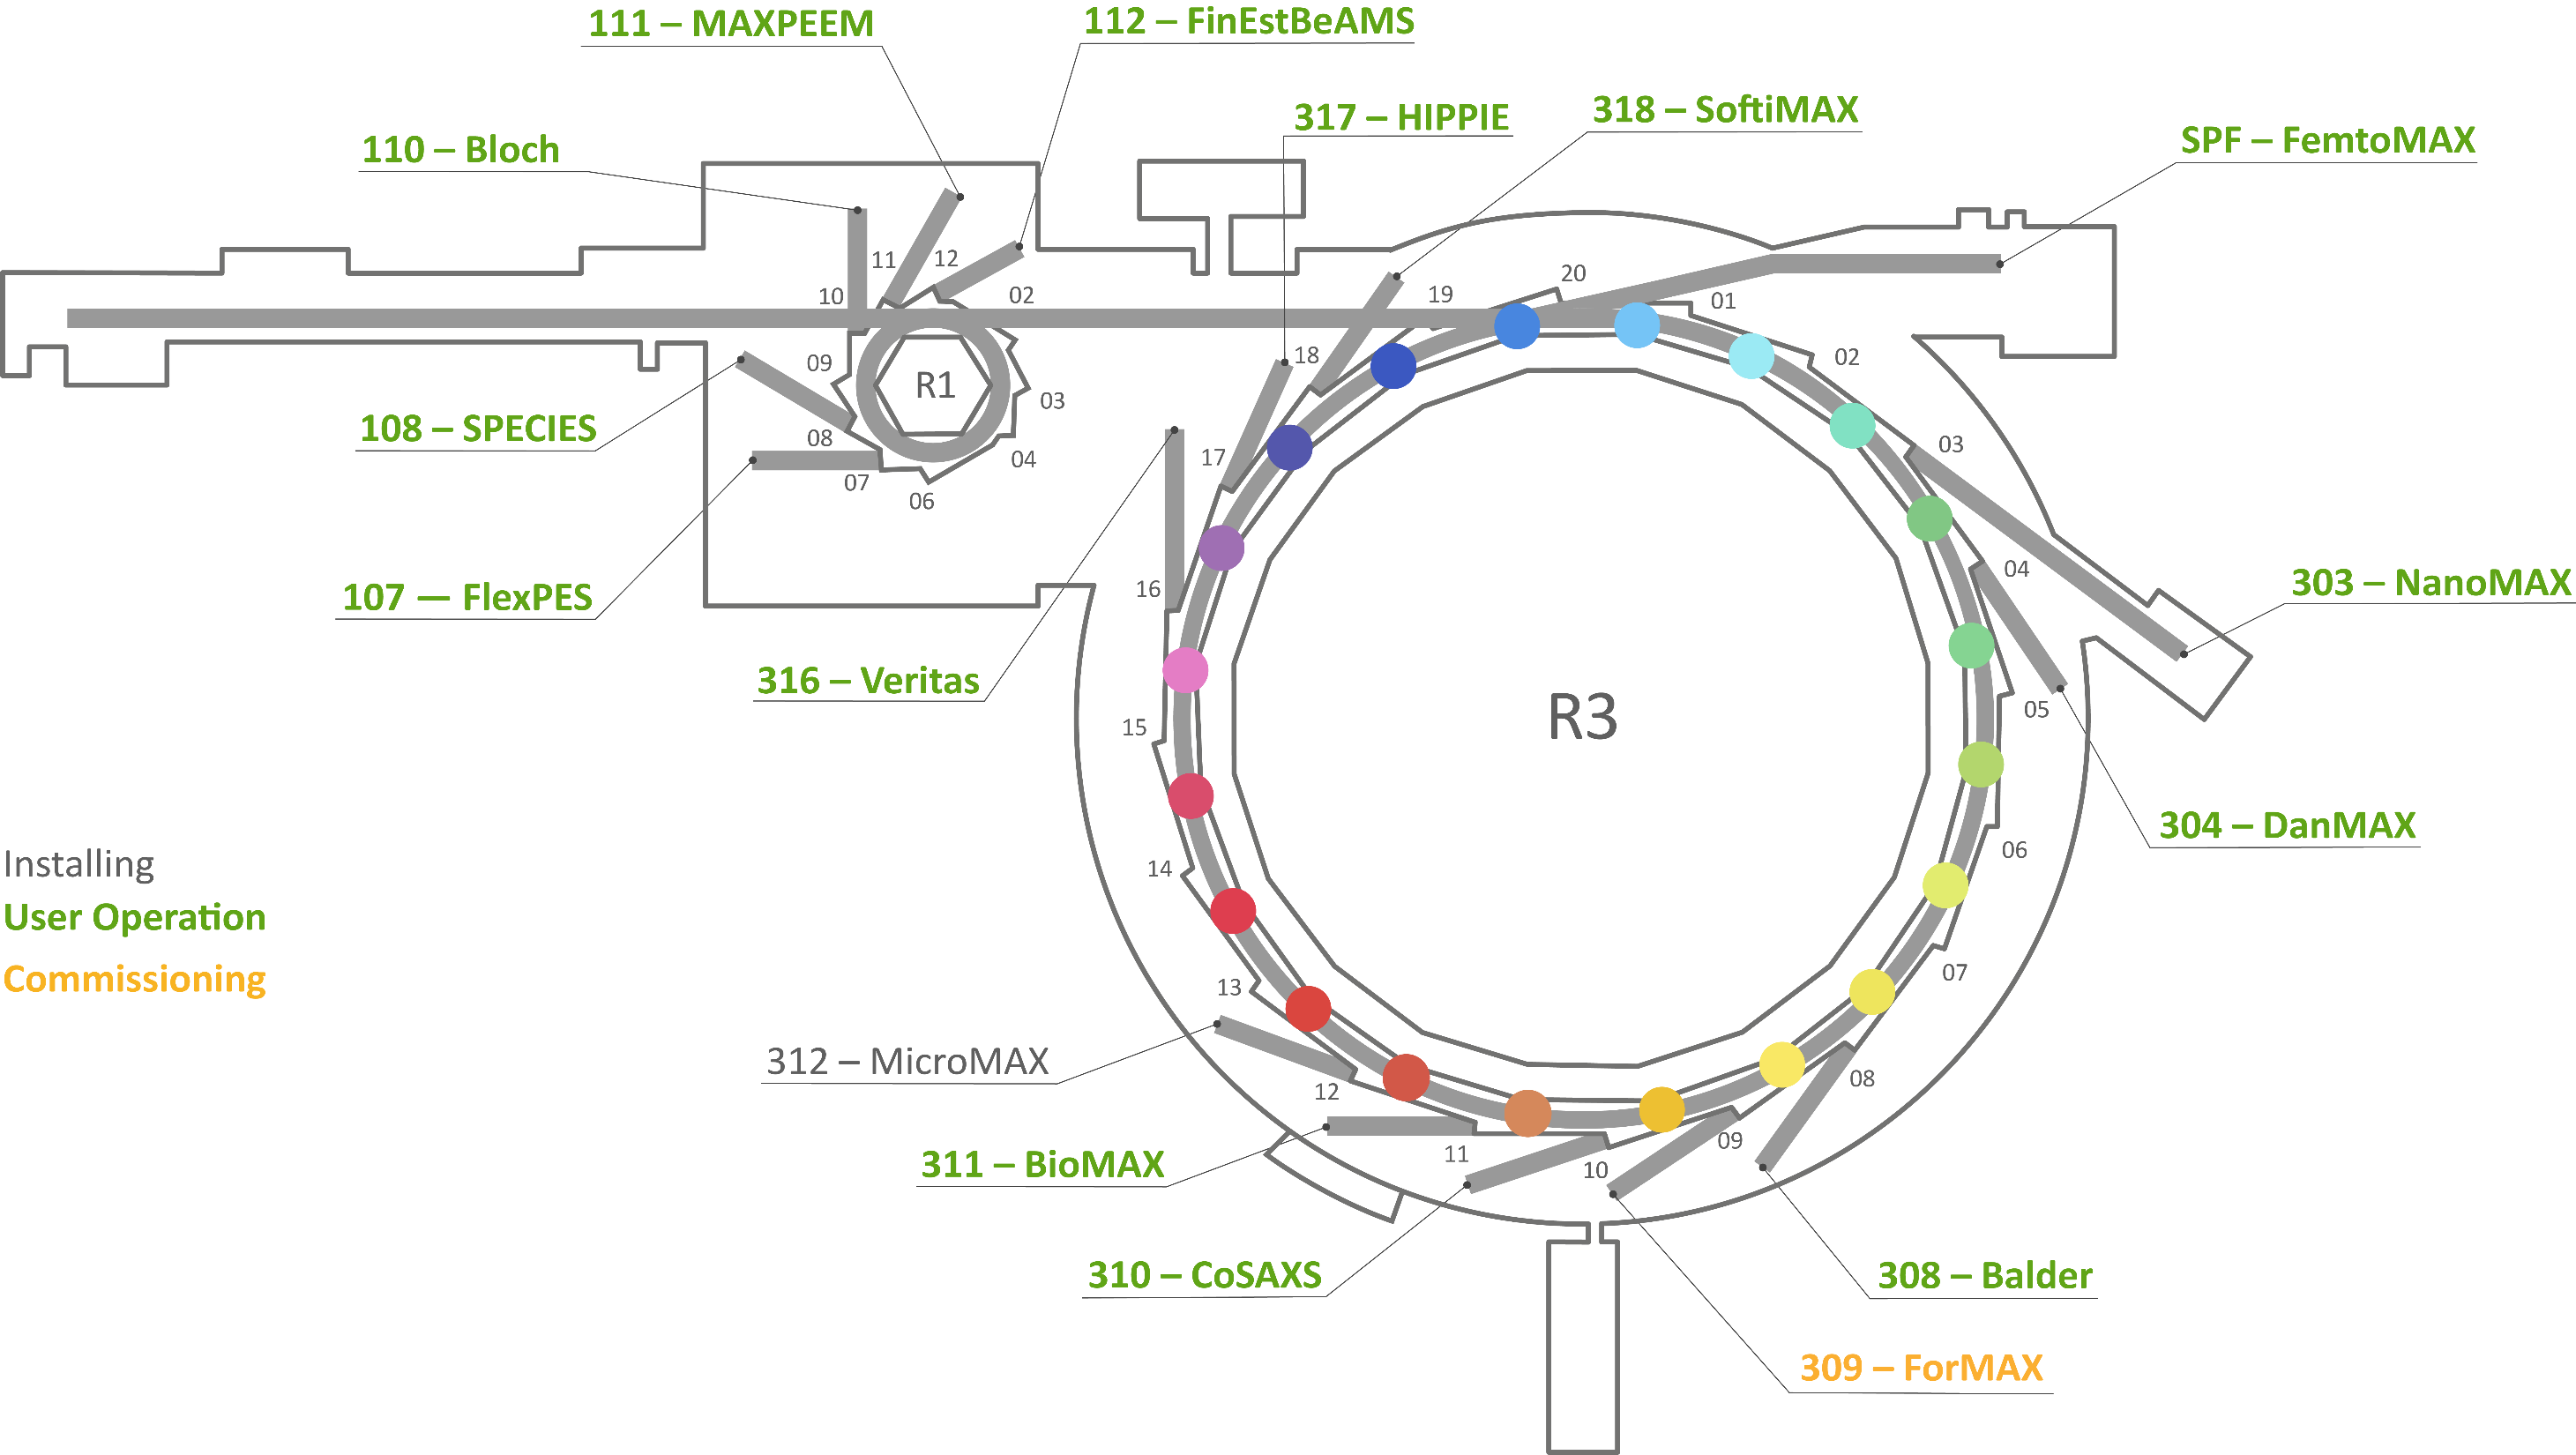 111 – MAXPEEM
112 – FinEstBeAMS
317 – HIPPIE
318 – SoftiMAX
SPF – FemtoMAX
110 – Bloch
11
12
10
02
09
R1
03
08
04
07
06
108 – SPECIES
107 — FlexPES
316 – Veritas
19
20
01
02
18
03
17
04
16
303 – NanoMAX
R3
05
15
304 – DanMAX
06
14
07
13
312 – MicroMAX
12
08
311 – BioMAX
11
10
09
310 – CoSAXS
308 – Balder
309 – ForMAX
Installing
User Operation
Commissioning